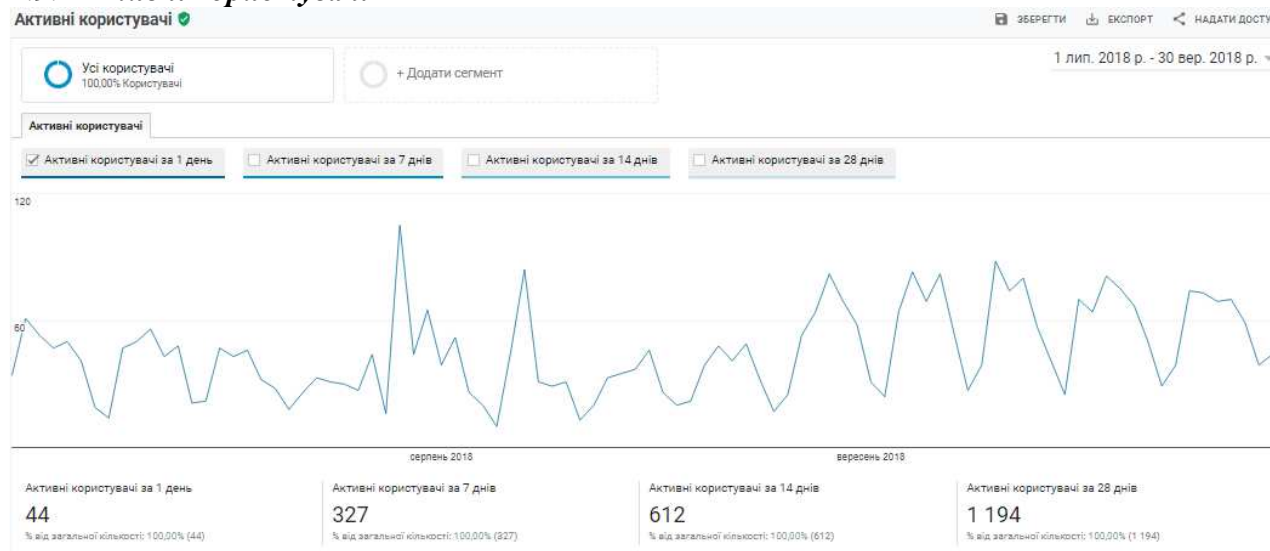 Активні користувачі
ЗБЕРЕГТИ ЕКСПОРТ НАДАТИ ДОСТУ
Усі користувачі
100,00% Користувачі
+ Додати сегмент
1 лип. 2018 р. - 30 вер. 2018 р.
Активні користувачі
Активні користувачі за 1 день Активні користувачі за 7 днів Активні користувачі за 14 днів Активні користувачі за 28 днів
120
60
серпень 2018 вересень 2018
Активні користувачі за 1 день Активні користувачі за 7 днів Активні користувачі за 14 днів Активні користувачі за 28 днів
44 327 612 1 194
% від загальної кількості: 100,00% (44) % від загальної кількості: 100,00% (327) % від загальної кількості: 100,00% (612) % від загальної кількості: 100,00% (1 194)